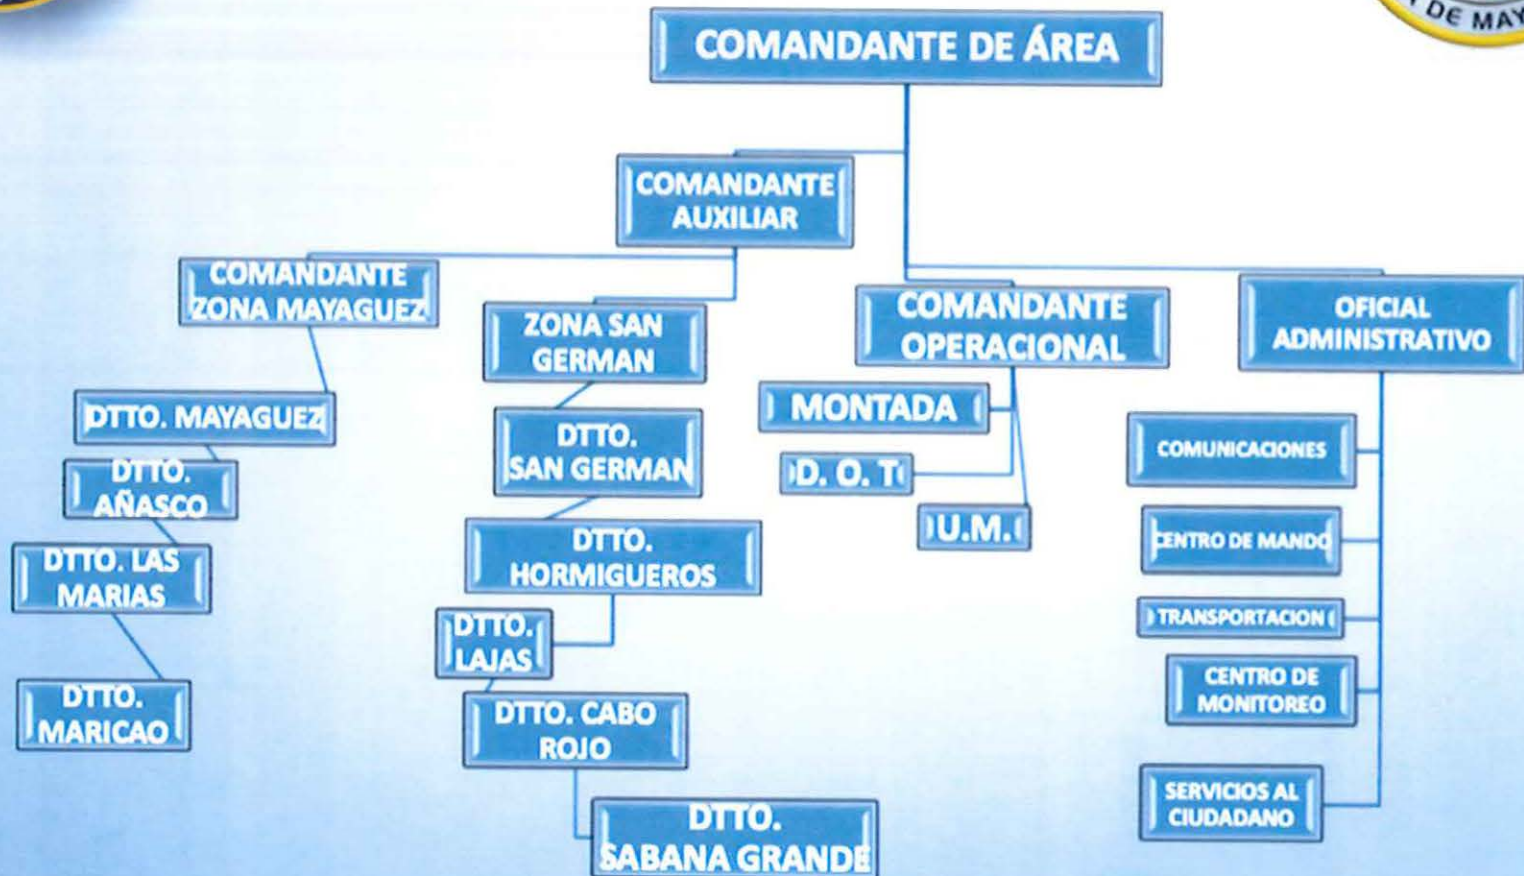 DE MAY
COMANDANTE DE ÁREA
COMANDANTE
AUXILIAR
COMANDANTE
ZONA MAYAGUEZ
ZONA SAN
GERMAN
COMANDANTE
OPERACIONAL
OFICIAL
ADMINISTRATIVO
DTTO. MAYAGUEZ
DTTO.
AÑASCO
DTTO. LAS
MARIAS
DTTO.
MARICAO
DTTO.
SAN GERMAN
DTTO.
HORMIGUEROS
DTTO.
LAJAS
DTTO. CABO
ROJO
DTTO.
SABANA GRANDE
MONTADA
D. O. T
U.M.
COMUNICACIONES
CENTRO DE MANDO
TRANSPORTACION
CENTRO DE
MONITOREO
SERVICIOS AL
CIUDADANO